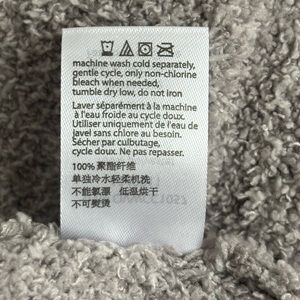 machine wash cold separately,
gentle cycle, only non-chlorine
bleach when needed,
tumble dry low, do not iron
Laver séparément à la machine
à l'eau froide au cycle doux.
Utiliser uniquement de l'eau de
javel sans chlore au besoin.
Sécher par culbutage,
cycle doux. Ne pas repasser.
100% 聚酯纤维
单独冷水轻柔机洗
不能氯漂 低温烘干
不可熨烫